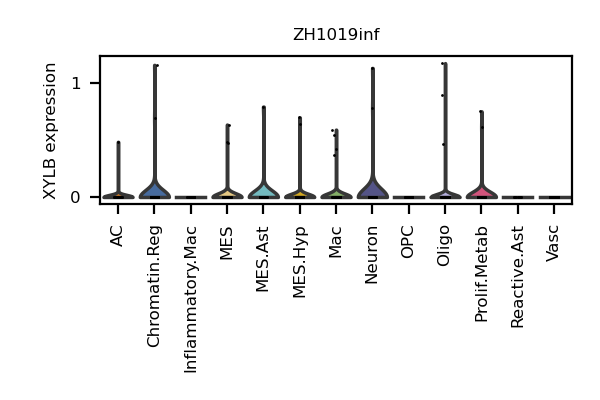 ZH1019inf
XYLB expression
1
0
AC
Chromatin.Reg
Inflammatory.Mac
MES
MES.Ast
MES.Hyp
Mac
Neuron
OPC
Oligo
Prolif.Metab
Reactive.Ast
Vasc